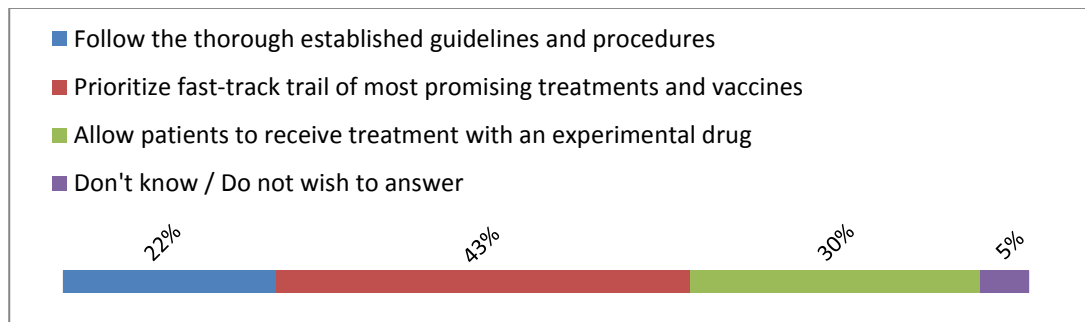 Follow the thorough established guidelines and procedures
Prioritize fast-track trail of most promising treatments and vaccines
Allow patients to receive treatment with an experimental drug
Don't know / Do not wish to answer
22% 43% 30% 5%